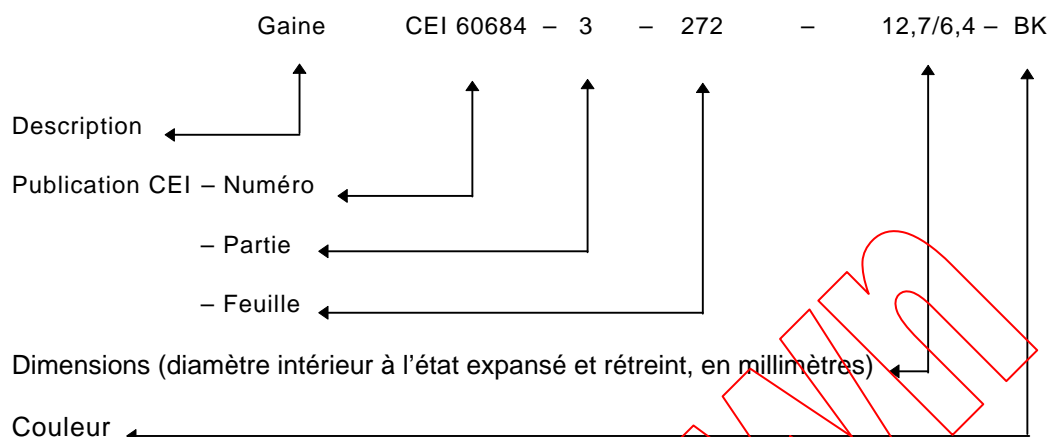 Gaine CEI 60684 – 3 – 272 – 12,7/6,4 – BK
Description
Publication CEI – Numéro
– Partie
– Feuille
Dimensions (diamètre intérieur à l'état expansé et rétreint, en millimètres)
Couleur